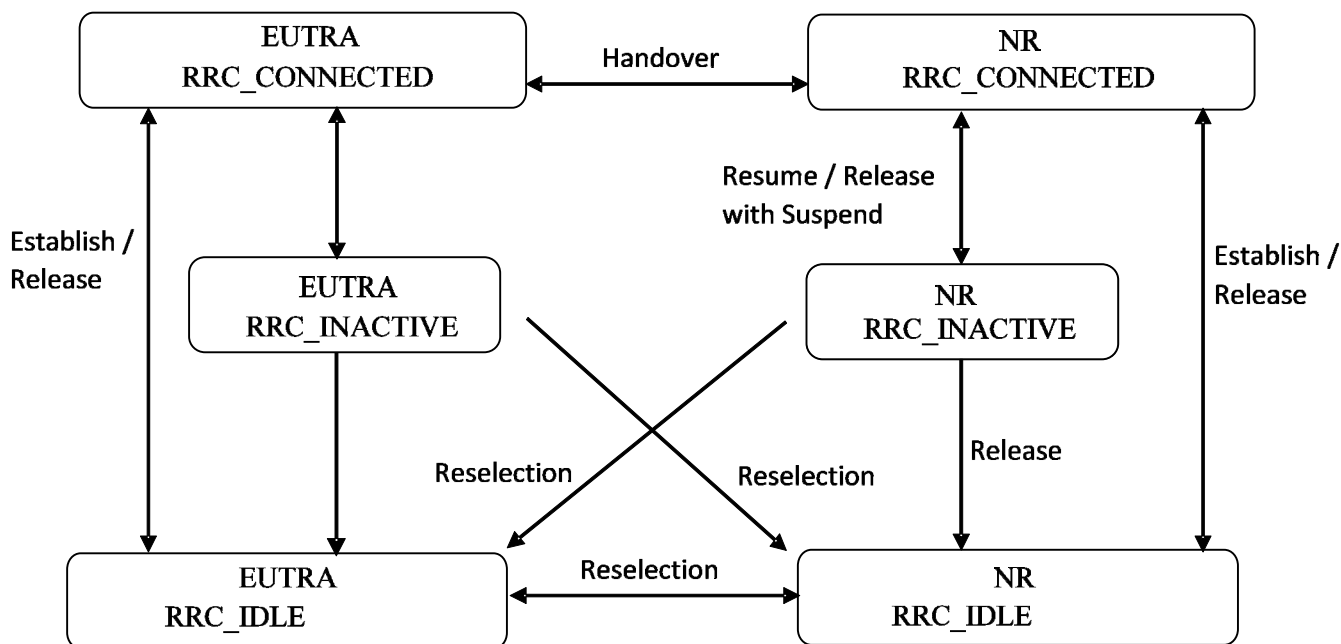 EUTRA
RRC_CONNECTED
Handover
NR
RRC_CONNECTED
Resume / Release
with Suspend
Establish /
Release
Establish /
Release
EUTRA
RRC_INACTIVE
NR
RRC_INACTIVE
Reselection
Reselection
Release
EUTRA
RRC_IDLE
Reselection
NR
RRC_IDLE